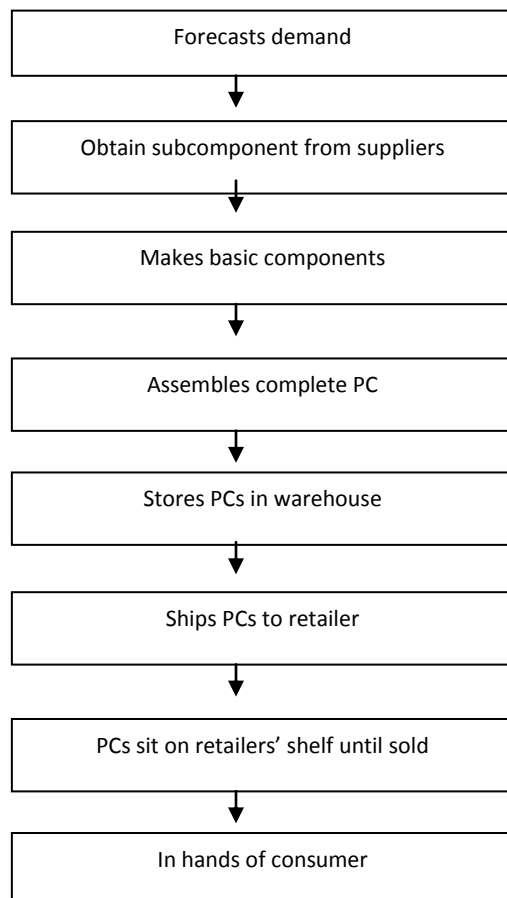 Forecasts demand
Obtain subcomponent from suppliers
Makes basic components
Assembles complete PC
Stores PCs in warehouse
Ships PCs to retailer
PCs sit on retailers’ shelf until sold
In hands of consumer